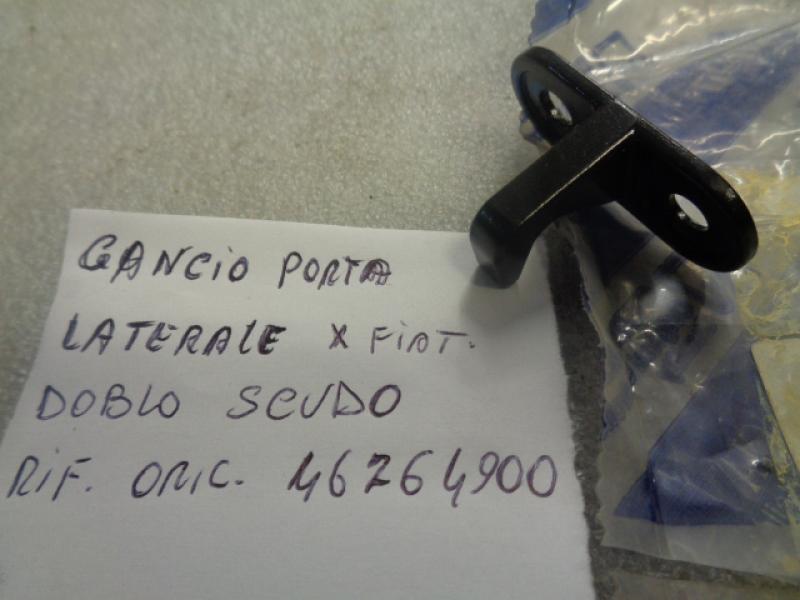 GANCIO PORTA
LATERALE X FIAT.
DOBLO SCUDO
RIF. ORIG. 46764900